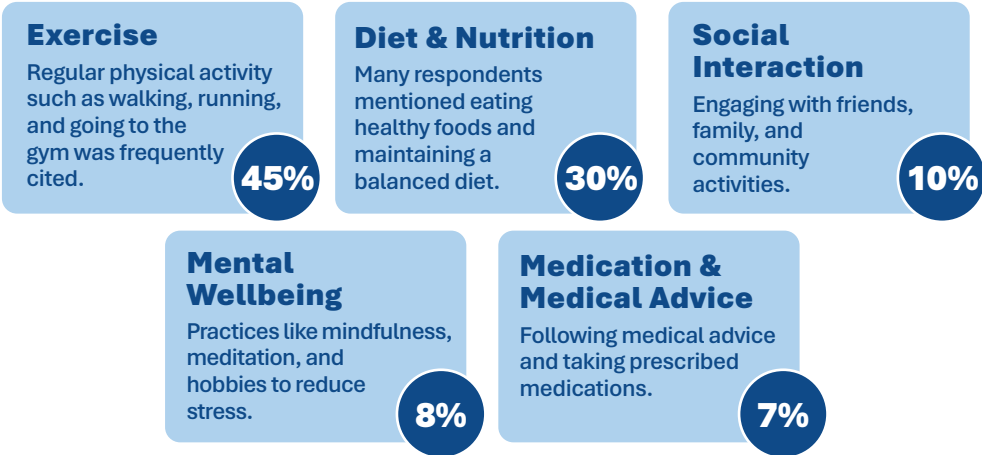 Exercise
Regular physical activity
such as walking, running,
and going to the
gym was frequently
cited.
45%
Diet & Nutrition
Many respondents
mentioned eating
healthy foods and
maintaining a
balanced diet.
30%
Social
Interaction
Engaging with friends,
family, and
community
activities.
10%
Mental
Wellbeing
Practices like mindfulness,
meditation, and
hobbies to reduce
stress.
8%
Medication &
Medical Advice
Following medical advice
and taking prescribed
medications.
7%